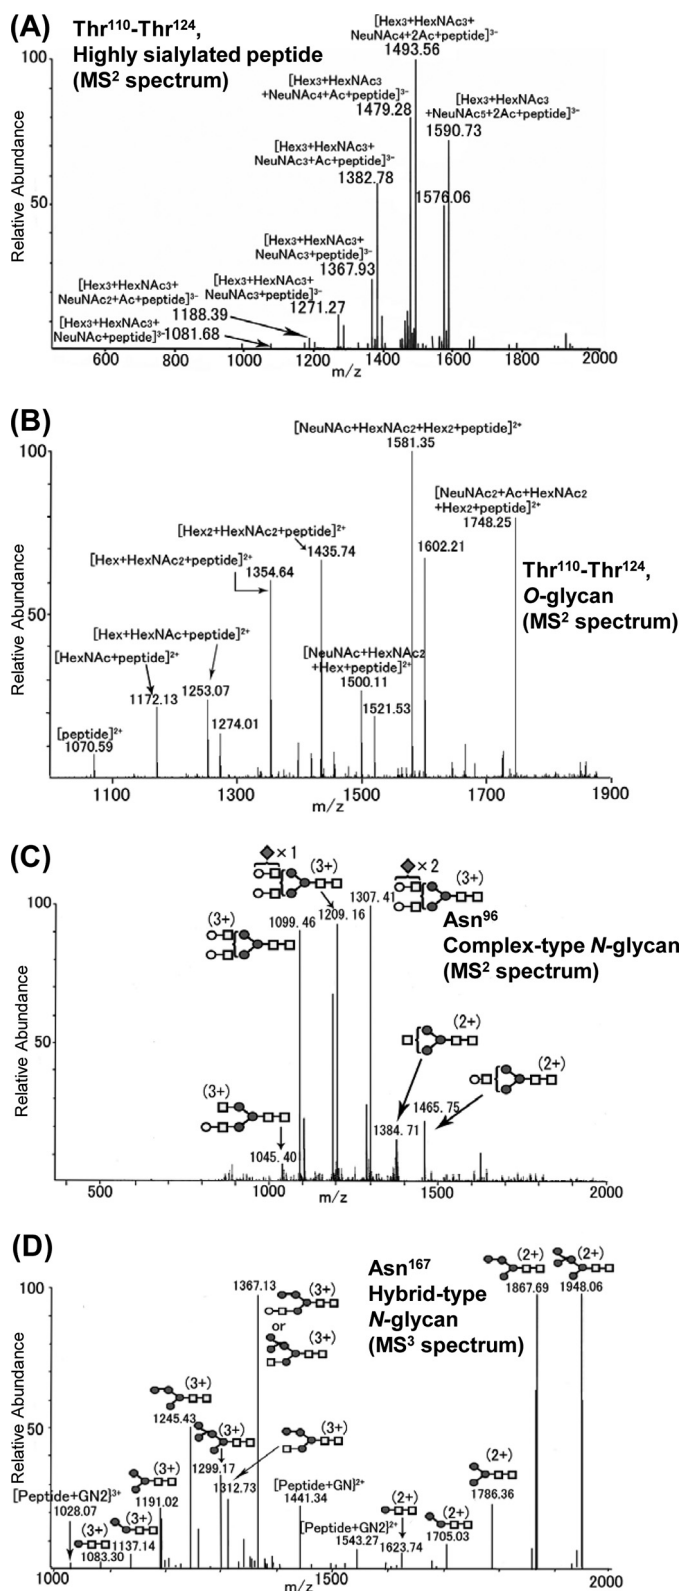 (A) Thr110-Thr124,
Highly sialylated peptide
(MS2 spectrum)
[Hex3+HexNAc3+
NeuNAc4+2Ac+peptide]3-
1493.56
[Hex3+HexNAc3
+NeuNAc4+Ac+peptide]3-
1479.28
[Hex3+HexNAc3
+NeuNAc5+2Ac+peptide]3-
1590.73
[Hex3+HexNAc3+
NeuNAc3+Ac+peptide]3-
1382.78
1576.06
[Hex3+HexNAc3+
NeuNAc3+peptide]3-
1367.93
[Hex3+HexNAc3+
NeuNAc2+Ac+peptide]3-
1188.39
[Hex3+HexNAc3+
NeuNAc3+peptide]3-
1271.27
[Hex3+HexNAc3+
NeuNAc+peptide]3-
1081.68
Relative Abundance
100
50
600 800 1000 1200 1400 1600 1800 2000
m/z
(B)
[NeuNAc+HexNAc2+Hex2+peptide]2+
1581.35
[NeuNAc2+Ac+HexNAc2
+Hex2+peptide]2+
1748.25
[Hex2+HexNAc2+peptide]2+
1435.74
1602.21
[Hex+HexNAc2+peptide]2+
1354.64
Thr110-Thr124,
O-glycan
(MS2 spectrum)
[Hex+HexNAc+peptide]2+
1253.07
[HexNAc+peptide]2+
1172.13
[NeuNAc+HexNAc2
+Hex+peptide]2+
1500.11
1274.01
1521.53
[peptide]2+
1070.59
Relative Abundance
100
50
1100 1300 1500 1700 1900
m/z
(C)
×1
(3+)
1209.16
×2
(3+)
1307.41
(3+)
1099.46
Asn96
Complex-type N-glycan
(MS2 spectrum)
(2+)
1384.71
(2+)
1465.75
(3+)
1045.40
Relative Abundance
100
50
500 1000 1500 2000
m/z
(D)
Asn167
Hybrid-type
N-glycan
(MS3 spectrum)
1367.13
(3+)
or
(3+)
(2+)
1867.69
(2+)
1948.06
(3+)
1245.43
(3+)
1299.17
(3+)
1312.73
(3+)
1191.02
[Peptide+GN2]3+
1028.07
(3+)
1083.30
(3+)
1137.14
[Peptide+GN]2+
1441.34
[Peptide+GN2]2+
1543.27
(2+)
1623.74
(2+)
1705.03
(2+)
1786.36
Relative Abundance
100
50
1000 1500 2000
m/z